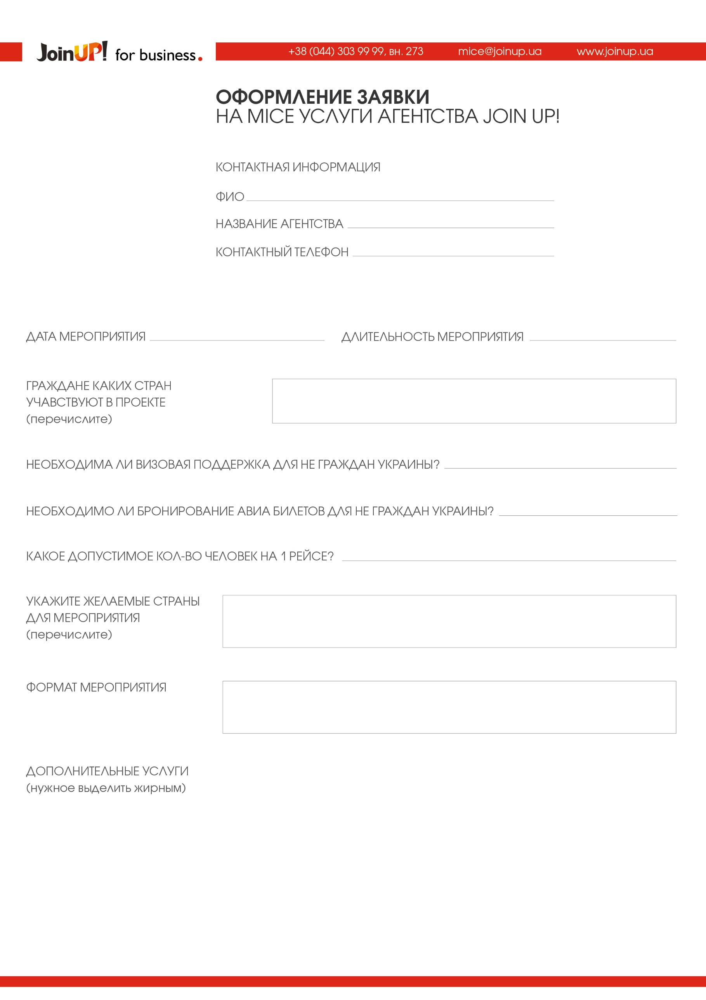 JoinUP! for business.
+38 (044) 303 99 99, вн. 273 mice@joinup.ua www.joinup.ua
ОФОРМЛЕНИЕ ЗАЯВКИ
НА MICE УСЛУГИ АГЕНТСТВА JOIN UP!
КОНТАКТНАЯ ИНФОРМАЦИЯ
ФИО
НАЗВАНИЕ АГЕНТСТВА
КОНТАКТНЫЙ ТЕЛЕФОН
ДАТА МЕРОПРИЯТИЯ ДЛИТЕЛЬНОСТЬ МЕРОПРИЯТИЯ
ГРАЖДАНЕ КАКИХ СТРАН
УЧАВСТВУЮТ В ПРОЕКТЕ
(перечислите)
НЕОБХОДИМА ЛИ ВИЗОВАЯ ПОДДЕРЖКА ДЛЯ НЕ ГРАЖДАН УКРАИНЫ?
НЕОБХОДИМО ЛИ БРОНИРОВАНИЕ АВИА БИЛЕТОВ ДЛЯ НЕ ГРАЖДАН УКРАИНЫ?
КАКОЕ ДОПУСТИМОЕ КОЛ-ВО ЧЕЛОВЕК НА 1 РЕЙСЕ?
УКАЖИТЕ ЖЕЛАЕМЫЕ СТРАНЫ
ДЛЯ МЕРОПРИЯТИЯ
(перечислите)
ФОРМАТ МЕРОПРИЯТИЯ
ДОПОЛНИТЕЛЬНЫЕ УСЛУГИ
(нужное выделить жирным)